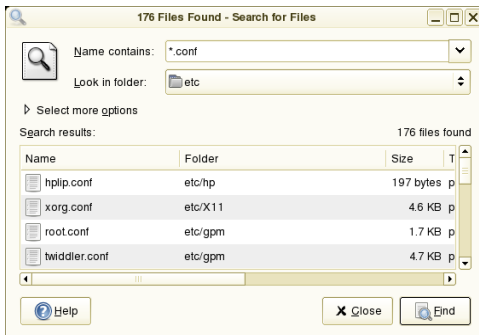 176 Files Found - Search for Files
Name contains: *.conf
Look in folder: etc
Select more options
Search results: 176 files found
Name Folder Size T
hplip.conf etc/hp 197 bytes p
xorg.conf etc/X11 4.6 KB p
root.conf etc/gpm 1.7 KB p
twiddler.conf etc/gpm 4.7 KB p
Help Close Find